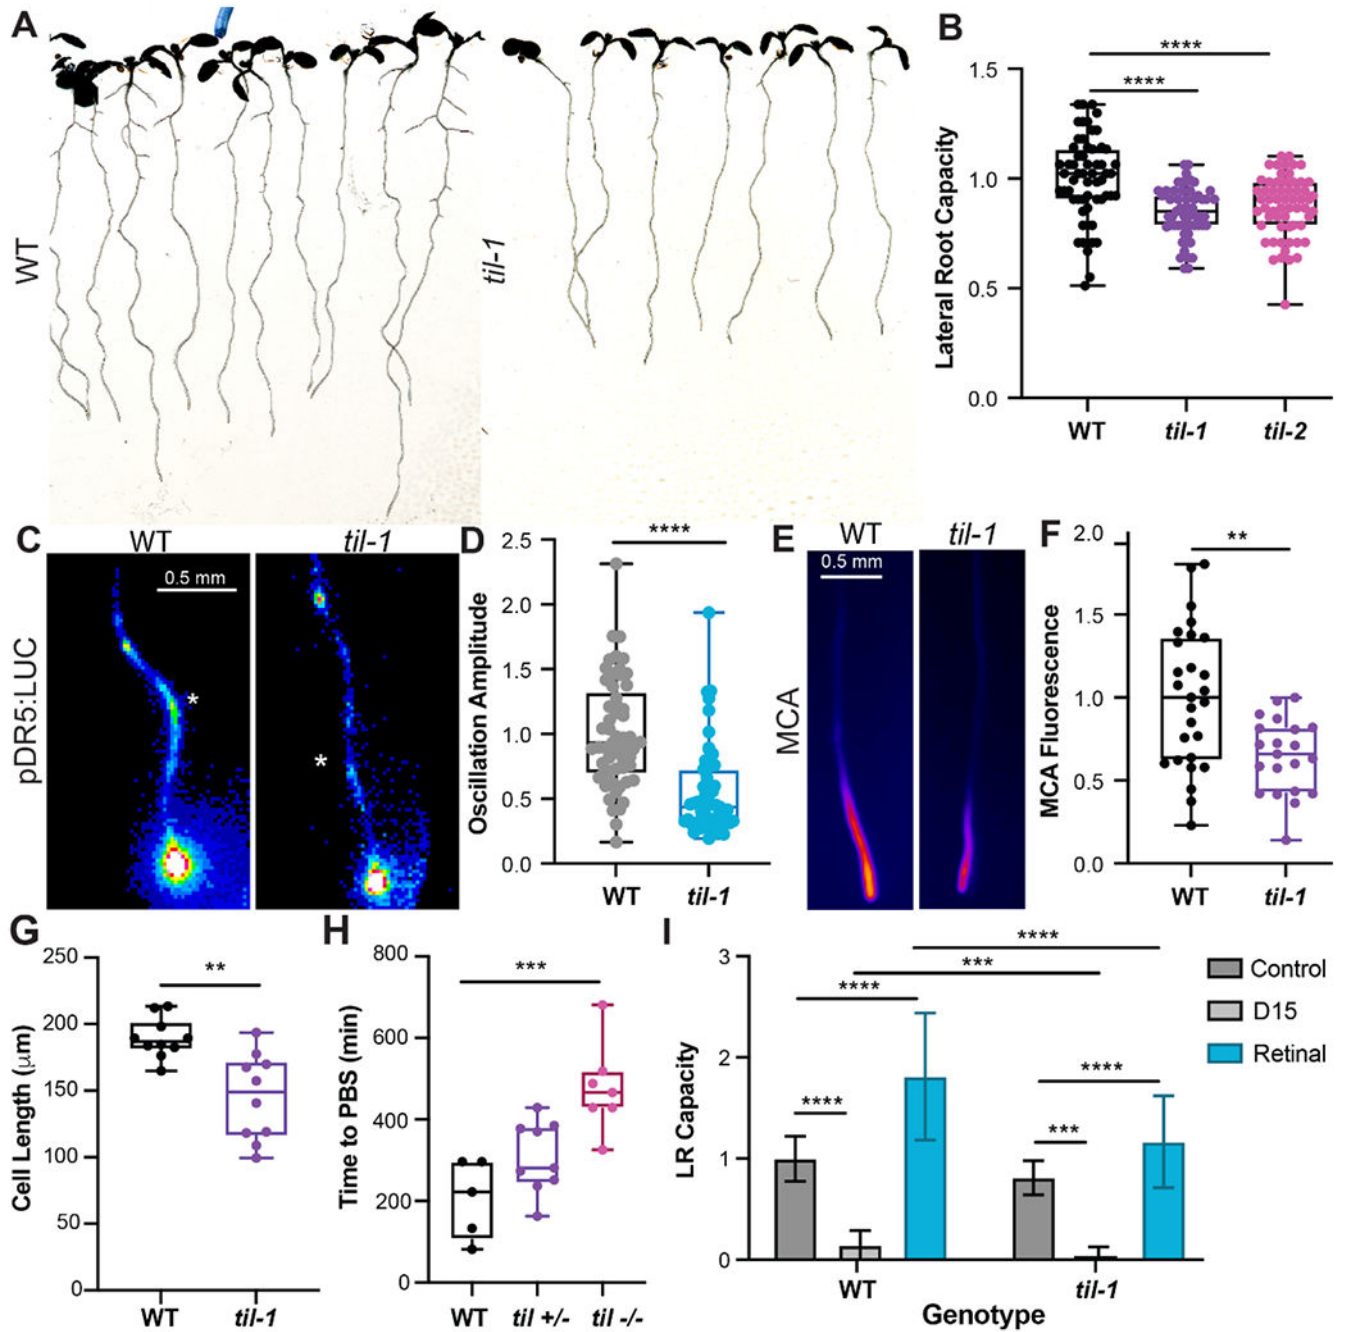 A
WT
til-1
B
****
****
1.5
1.0
0.5
0.0
Lateral Root Capacity
WT til-1 til-2
C
WT til-1
pDR5:LUC
0.5 mm
*
*
D
****
2.5
2.0
1.5
1.0
0.5
0.0
Oscillation Amplitude
WT til-1
E
WT til-1
MCA
0.5 mm
F
**
2.0
1.5
1.0
0.5
0.0
MCA Fluorescence
WT til-1
G
**
250
200
150
100
50
0
Cell Length (μm)
WT til-1
H
***
800
600
400
200
0
Time to PBS (min)
WT til +/- til -/-
I
****
***
****
****
****
***
3
2
1
0
LR Capacity
WT til-1
Genotype
Control
D15
Retinal